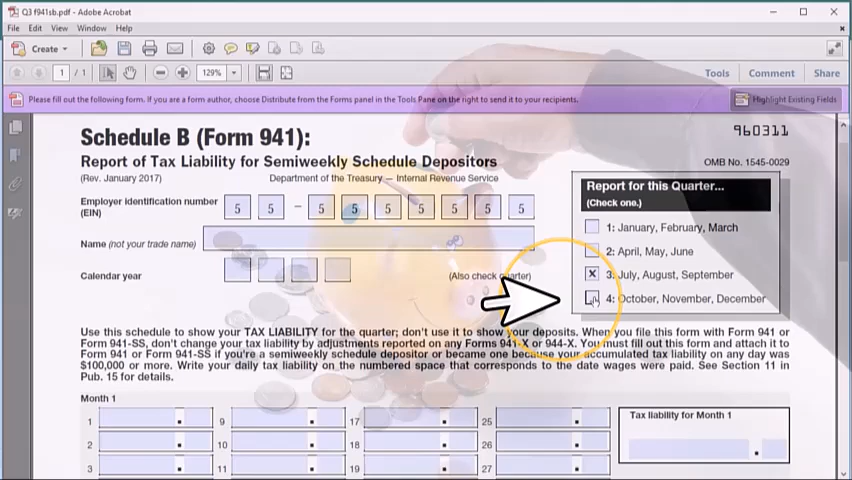 Q3 f941sb.pdf - Adobe Acrobat
File Edit View Window Help
Create
1 / 1 129% Tools Comment Share
Please fill out the following form. If you are a form author, choose Distribute from the Forms panel in the Tools Pane on the right to send it to your recipients. Highlight Existing Fields
Schedule B (Form 941):
960311
Report of Tax Liability for Semiweekly Schedule Depositors
OMB No. 1545-0029
(Rev. January 2017) Department of the Treasury — Internal Revenue Service
Employer identification number
(EIN)
5 5 – 5 5 5 5 5 5 5
Name (not your trade name)
Calendar year (Also check quarter)
Report for this Quarter...
(Check one.)
1: January, February, March
2: April, May, June
X 3: July, August, September
4: October, November, December
Use this schedule to show your TAX LIABILITY for the quarter; don't use it to show your deposits. When you file this form with Form 941 or
Form 941-SS, don't change your tax liability by adjustments reported on any Forms 941-X or 944-X. You must fill out this form and attach it to
Form 941 or Form 941-SS if you're a semiweekly schedule depositor or became one because your accumulated tax liability on any day was
$100,000 or more. Write your daily tax liability on the numbered space that corresponds to the date wages were paid. See Section 11 in
Pub. 15 for details.
Month 1
1 . 9 . 17 . 25 . Tax liability for Month 1
2 . 10 . 18 . 26 .
3 . 11 . 19 . 27 .